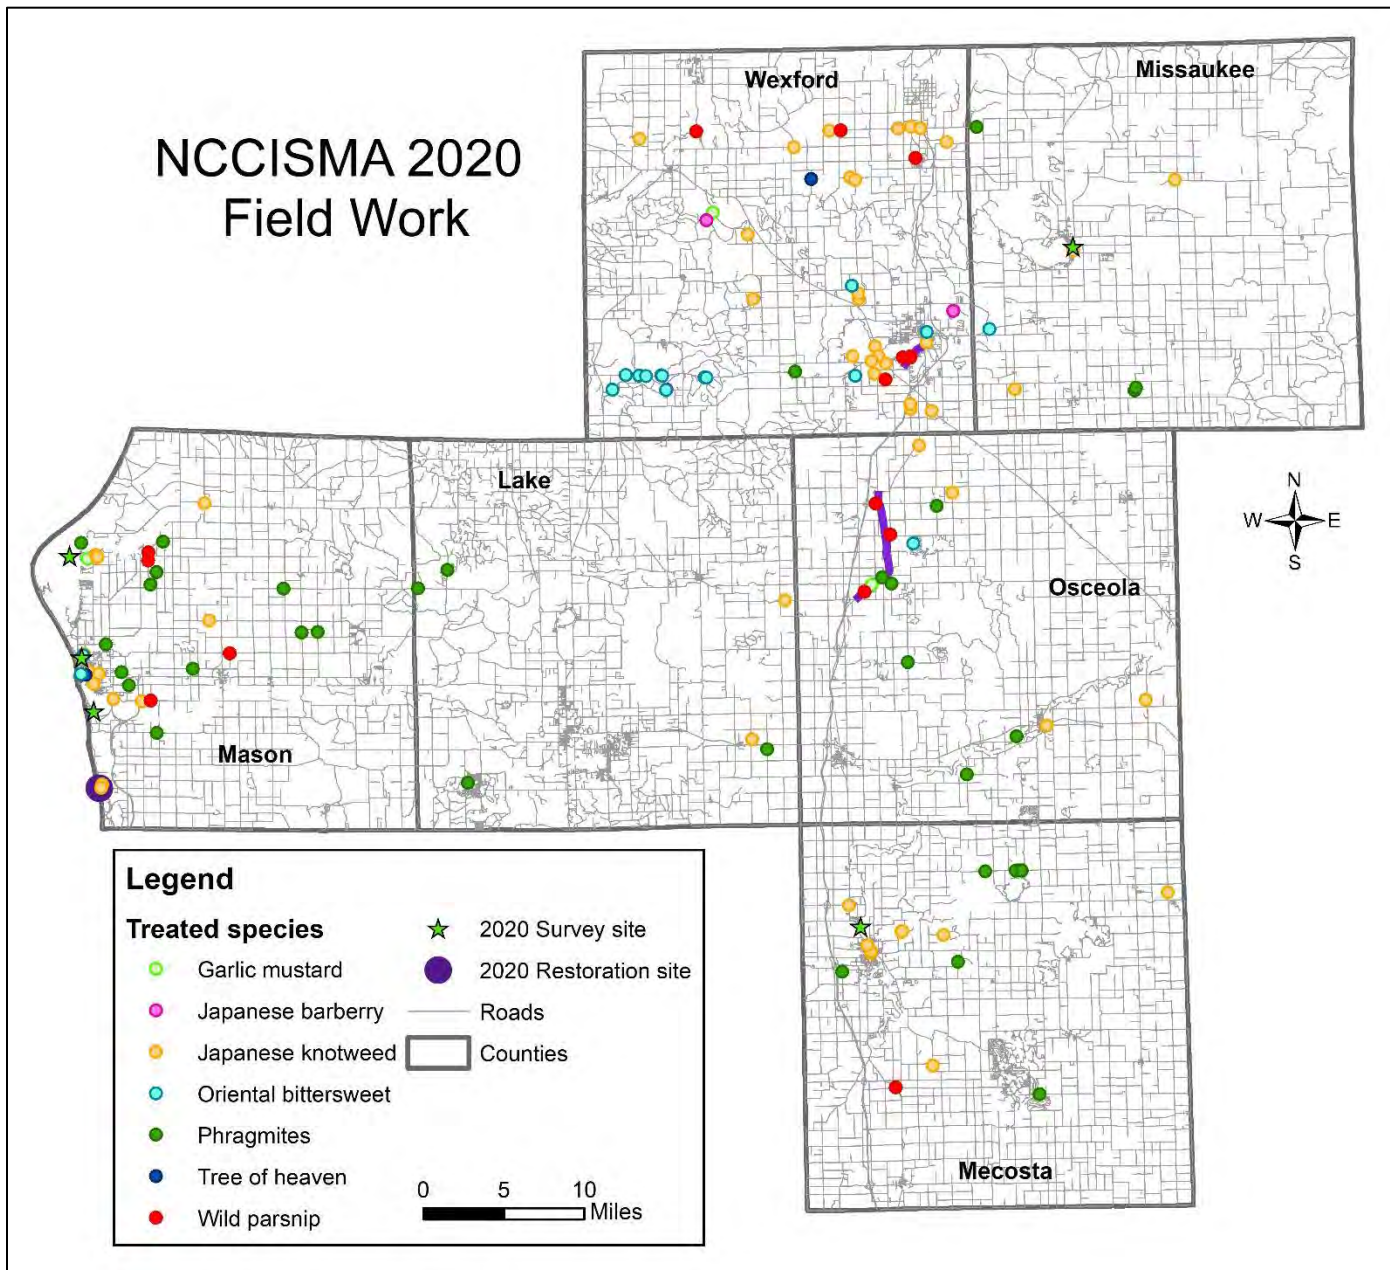 NCCISMA 2020
Field Work
Wexford
Missaukee
Lake
Mason
Osceola
Mecosta
N
W E
S
Legend
Treated species
Garlic mustard
Japanese barberry
Japanese knotweed
Oriental bittersweet
Phragmites
Tree of heaven
Wild parsnip
2020 Survey site
2020 Restoration site
Roads
Counties
0 5 10
Miles